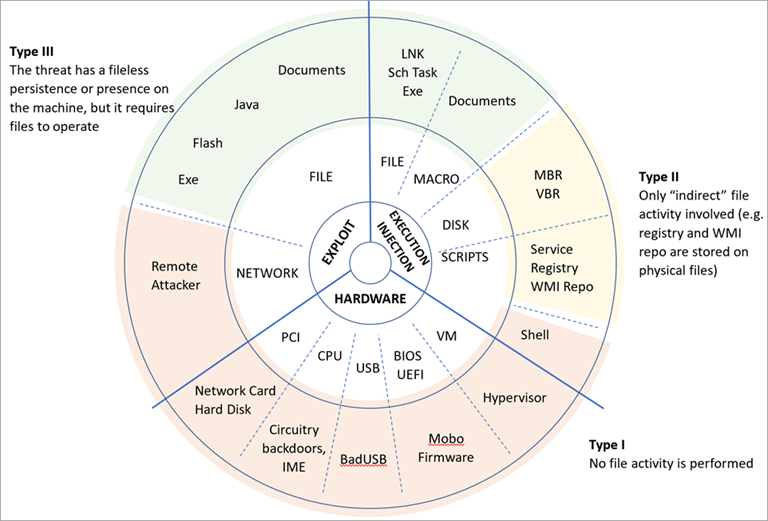 Type III
The threat has a fileless
persistence or presence on
the machine, but it requires
files to operate
Documents
Java
Flash
Exe
LNK
Sch Task
Exe
Documents
FILE
FILE
MACRO
MBR
VBR
DISK
Type II
Only “indirect” file
activity involved (e.g.
registry and WMI
repo are stored on
physical files)
EXPLOIT
EXECUTION
INJECTION
HARDWARE
SCRIPTS
Service
Registry
WMI Repo
Remote
Attacker
NETWORK
Shell
PCI
CPU
USB
BIOS
UEFI
VM
Network Card
Hard Disk
Circuitry
backdoors,
IME
BadUSB
Mobo
Firmware
Hypervisor
Type I
No file activity is performed